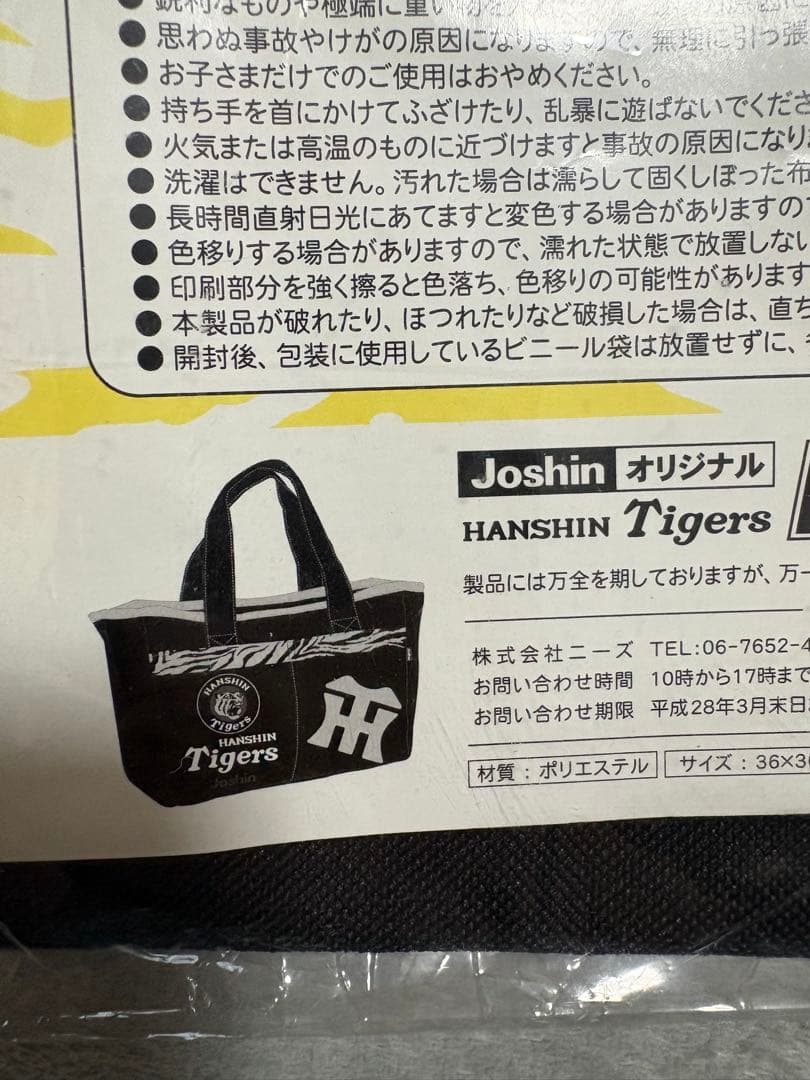 鋭利なものや極端に重い物を
● 思わぬ事故やけがの原因になりますので、無理に引っ張
● お子さまだけでのご使用はおやめください。
● 持ち手を首にかけてふざけたり、乱暴に遊ばないでくださ
● 火気または高温のものに近づけますと事故の原因になりま
● 洗濯はできません。汚れた場合は濡らして固くしぼった布
● 長時間直射日光にあてますと変色する場合がありますので
● 色移りする場合がありますので、濡れた状態で放置しない
● 印刷部分を強く擦ると色落ち、色移りの可能性があります
● 本製品が破れたり、ほつれたりなど破損した場合は、直ち
● 開封後、包装に使用しているビニール袋は放置せずに、
Joshin オリジナル
HANSHIN Tigers
製品には万全を期しておりますが、万一
株式会社ニーズ TEL:06-7652-4
お問い合わせ時間 10時から17時まで
お問い合わせ期限 平成28年3月末日
材質：ポリエステル サイズ：36×3
HANSHIN
Tigers
HANSHIN
Tigers
Joshin